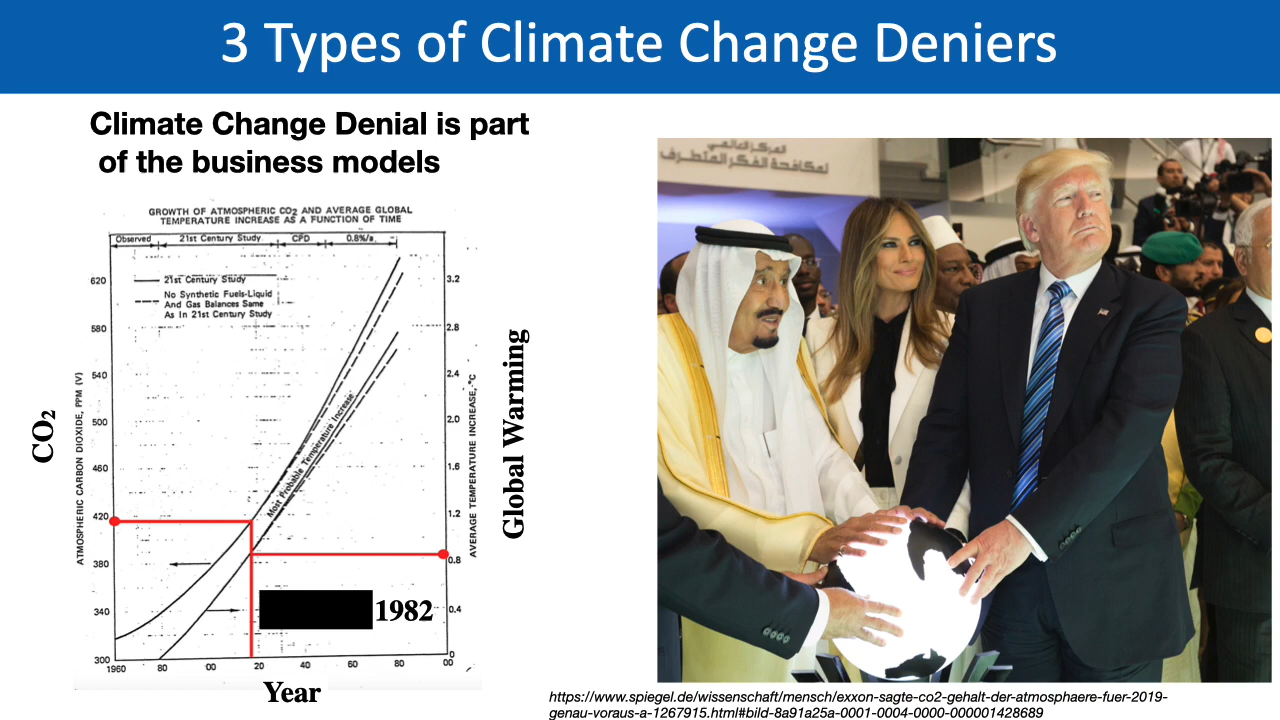 3 Types of Climate Change Deniers
Climate Change Denial is part
of the business models
GROWTH OF ATMOSPHERIC CO2 AND AVERAGE GLOBAL
TEMPERATURE INCREASE AS A FUNCTION OF TIME
Observed 21st Century Study CPD 0.8%/a
21st Century Study
No Synthetic Fuels-Liquid
And Gas Balances Same
As In 21st Century Study
620
580
540
500
460
420
380
340
300
3.2
2.8
2.4
2.0
1.6
1.2
0.8
0.4
0
CO2
ATMOSPHERIC CARBON DIOXIDE, PPM (V)
Most Probable Temperature Increase
AVERAGE TEMPERATURE INCREASE, °C
Global Warming
1982
1960 80 00 20 40 60 80 00
Year
المركز العالمي
لمكافحة الفكر المتطرف
https://www.spiegel.de/wissenschaft/mensch/exxon-sagte-co2-gehalt-der-atmosphaere-fuer-2019-
genau-voraus-a-1267915.html#bild-8a91a25a-0001-0004-0000-000001428689